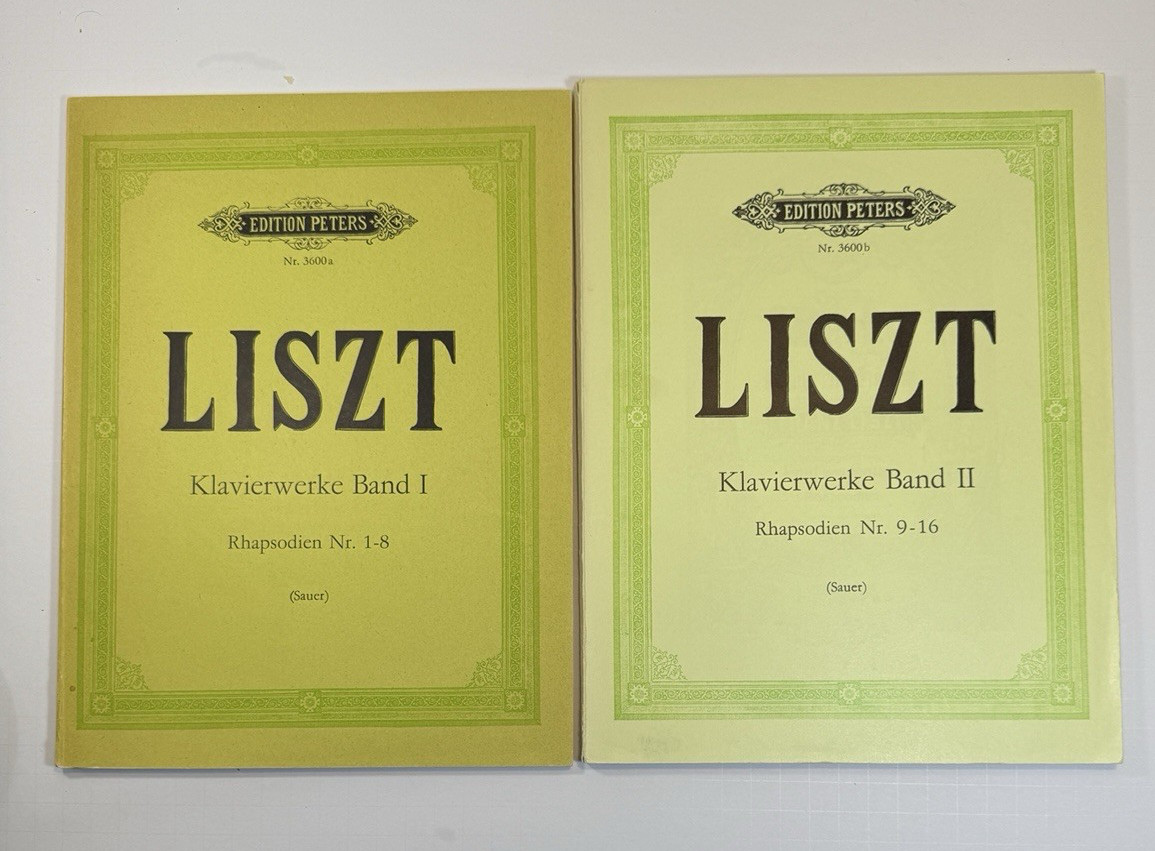 EDITION PETERS
Nr. 3600a
LISZT
Klavierwerke Band I
Rhapsodien Nr. 1-8
(Sauer)
EDITION PETERS
Nr. 3600b
LISZT
Klavierwerke Band II
Rhapsodien Nr. 9-16
(Sauer)